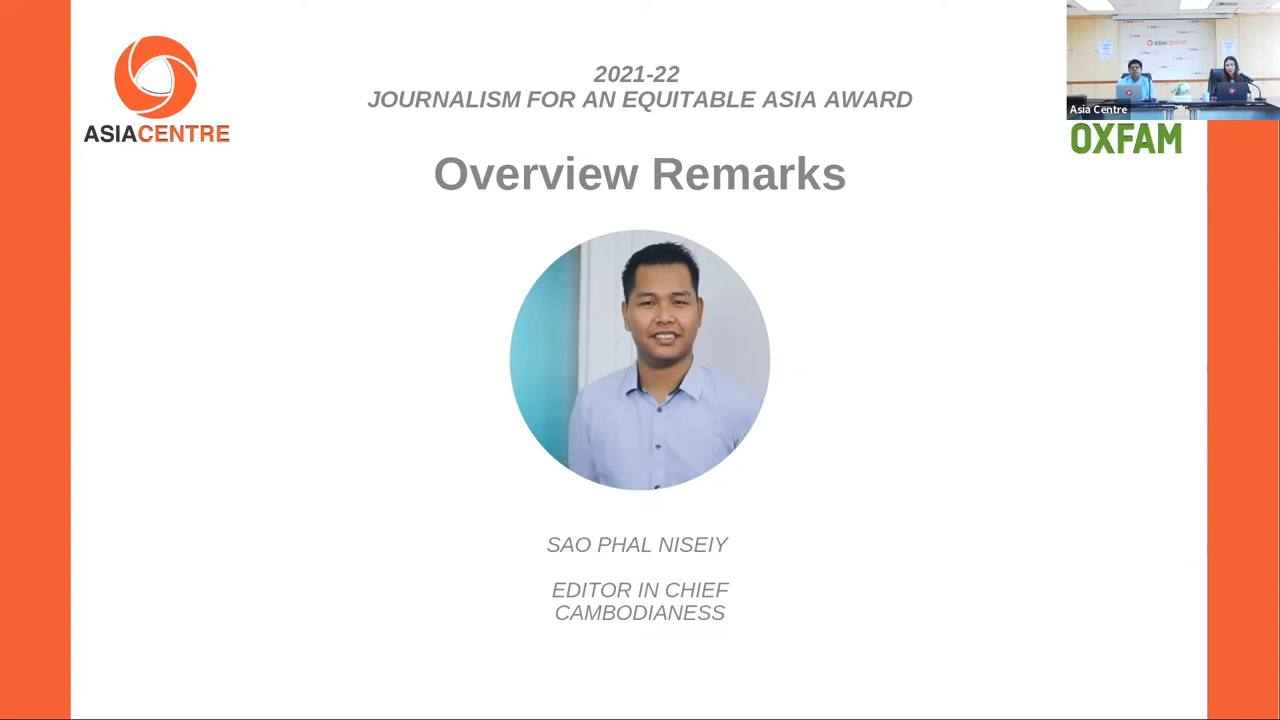 2021-22
JOURNALISM FOR AN EQUITABLE ASIA AWARD
ASIACENTRE
Asia Centre
OXFAM
Overview Remarks
ASIACENTRE
SAO PHAL NISEIY
EDITOR IN CHIEF
CAMBODIANESS